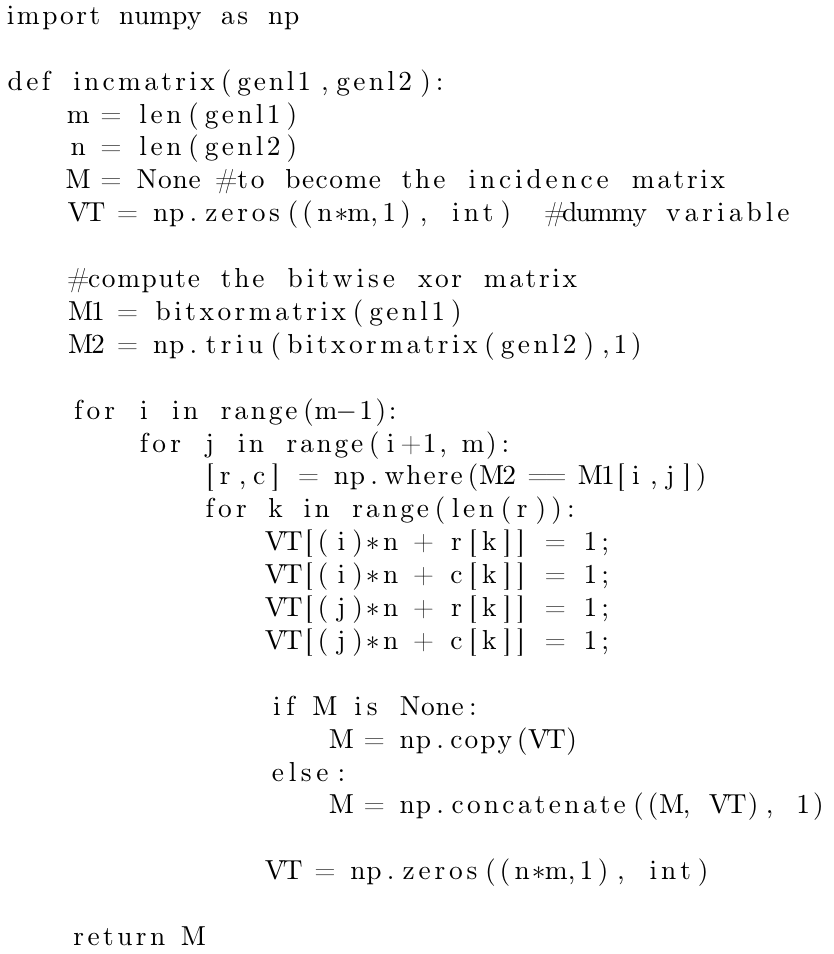 import numpy as np

def incmatrix(genl1,genl2):
    m = len(genl1)
    n = len(genl2)
    M = None #to become the incidence matrix
    VT = np.zeros((n*m,1), int)  #dummy variable

    #compute the bitwise xor matrix
    M1 = bitxormatrix(genl1)
    M2 = np.triu(bitxormatrix(genl2),1)

    for i in range(m-1):
        for j in range(i+1, m):
            [r,c] = np.where(M2 == M1[i,j])
            for k in range(len(r)):
                VT[(i)*n + r[k]] = 1;
                VT[(i)*n + c[k]] = 1;
                VT[(j)*n + r[k]] = 1;
                VT[(j)*n + c[k]] = 1;

                if M is None:
                    M = np.copy(VT)
                else:
                    M = np.concatenate((M, VT), 1)

                VT = np.zeros((n*m,1), int)

    return M